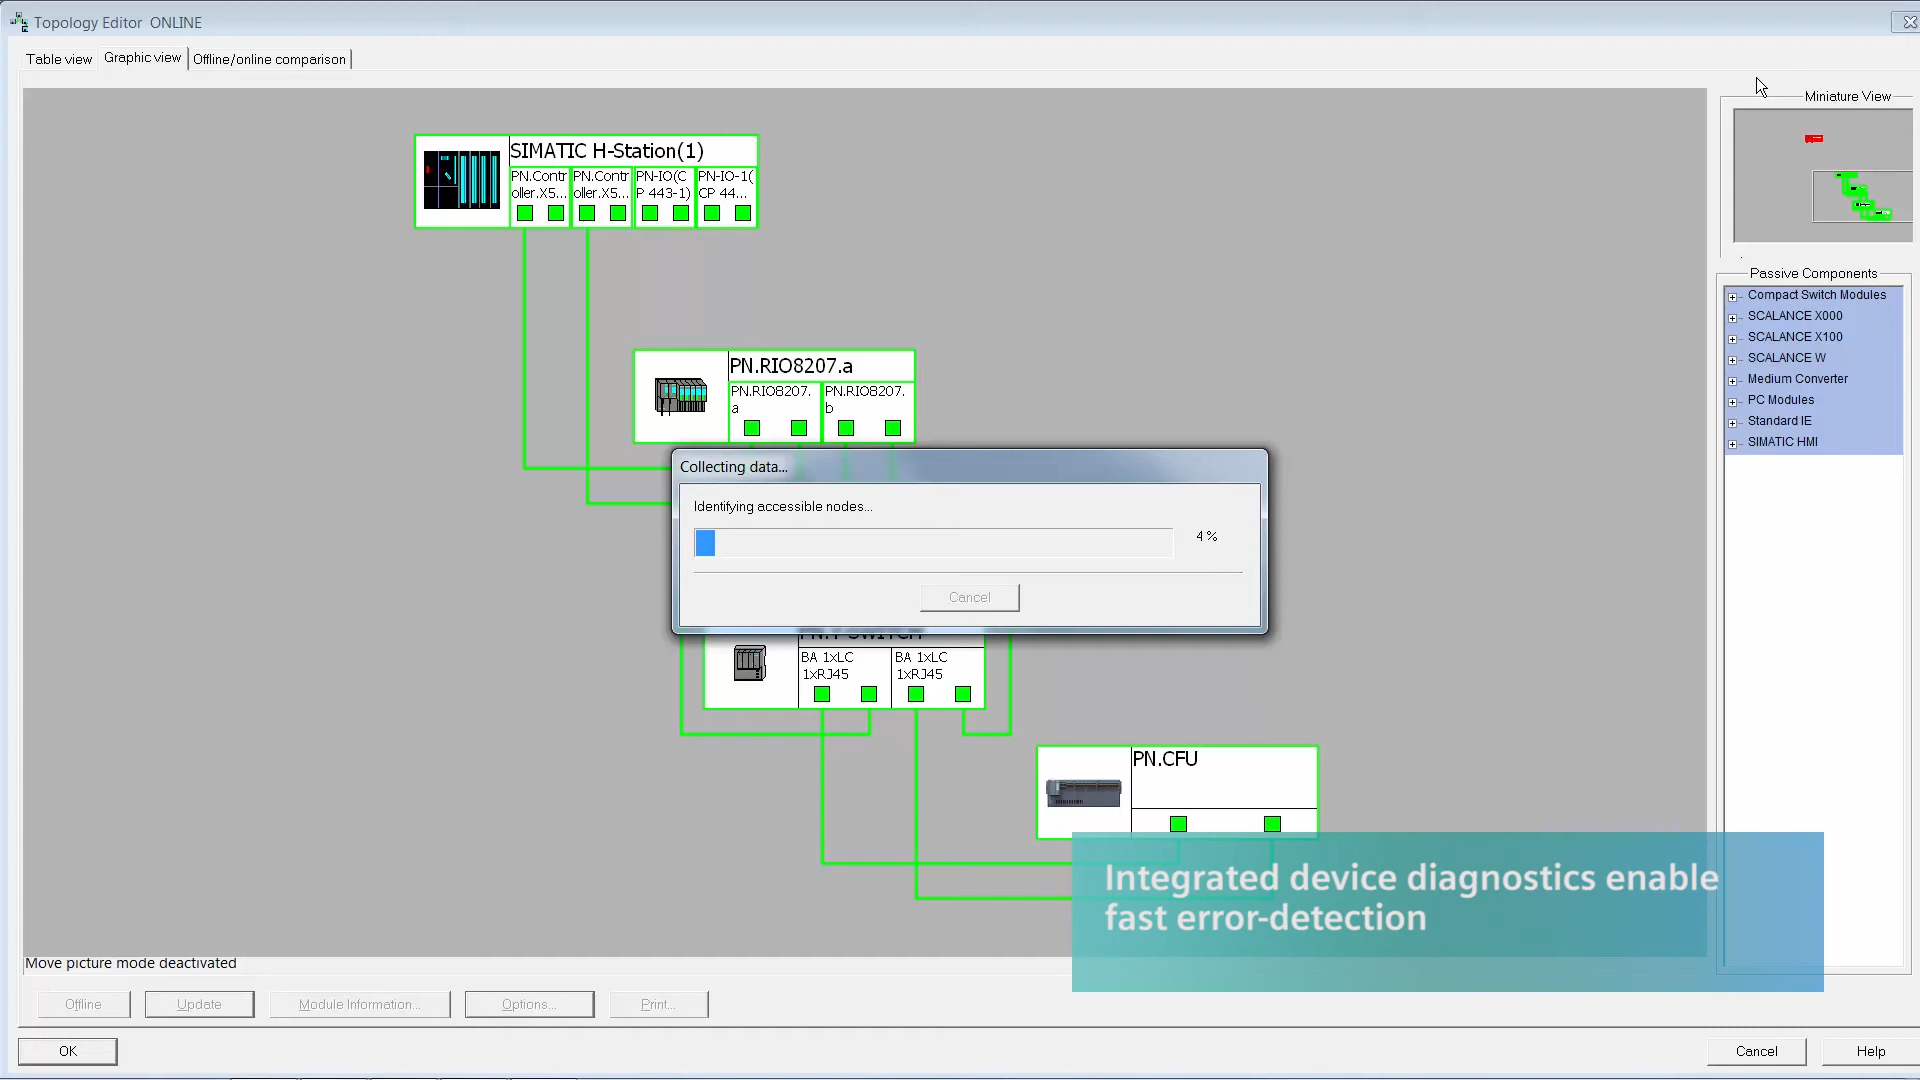 Topology Editor  ONLINE
Table view
Graphic view
Offline/online comparison
Miniature View
SIMATIC H-Station(1)
PN.Contr
oller.X5...
PN.Contr
oller.X5...
PN-IO(C
P 443-1)
PN-IO-1(
CP 44...
Passive Components
Compact Switch Modules
SCALANCE X000
SCALANCE X100
SCALANCE W
Medium Converter
PC Modules
Standard IE
SIMATIC HMI
PN.RIO8207.a
PN.RIO8207.
a
PN.RIO8207.
b
Collecting data...
Identifying accessible nodes...
4 %
Cancel
BA 1xLC
1xRJ45
BA 1xLC
1xRJ45
PN.CFU
Integrated device diagnostics enable
fast error-detection
Move picture mode deactivated
Offline
Update
Module Information...
Options...
Print...
OK
Cancel
Help